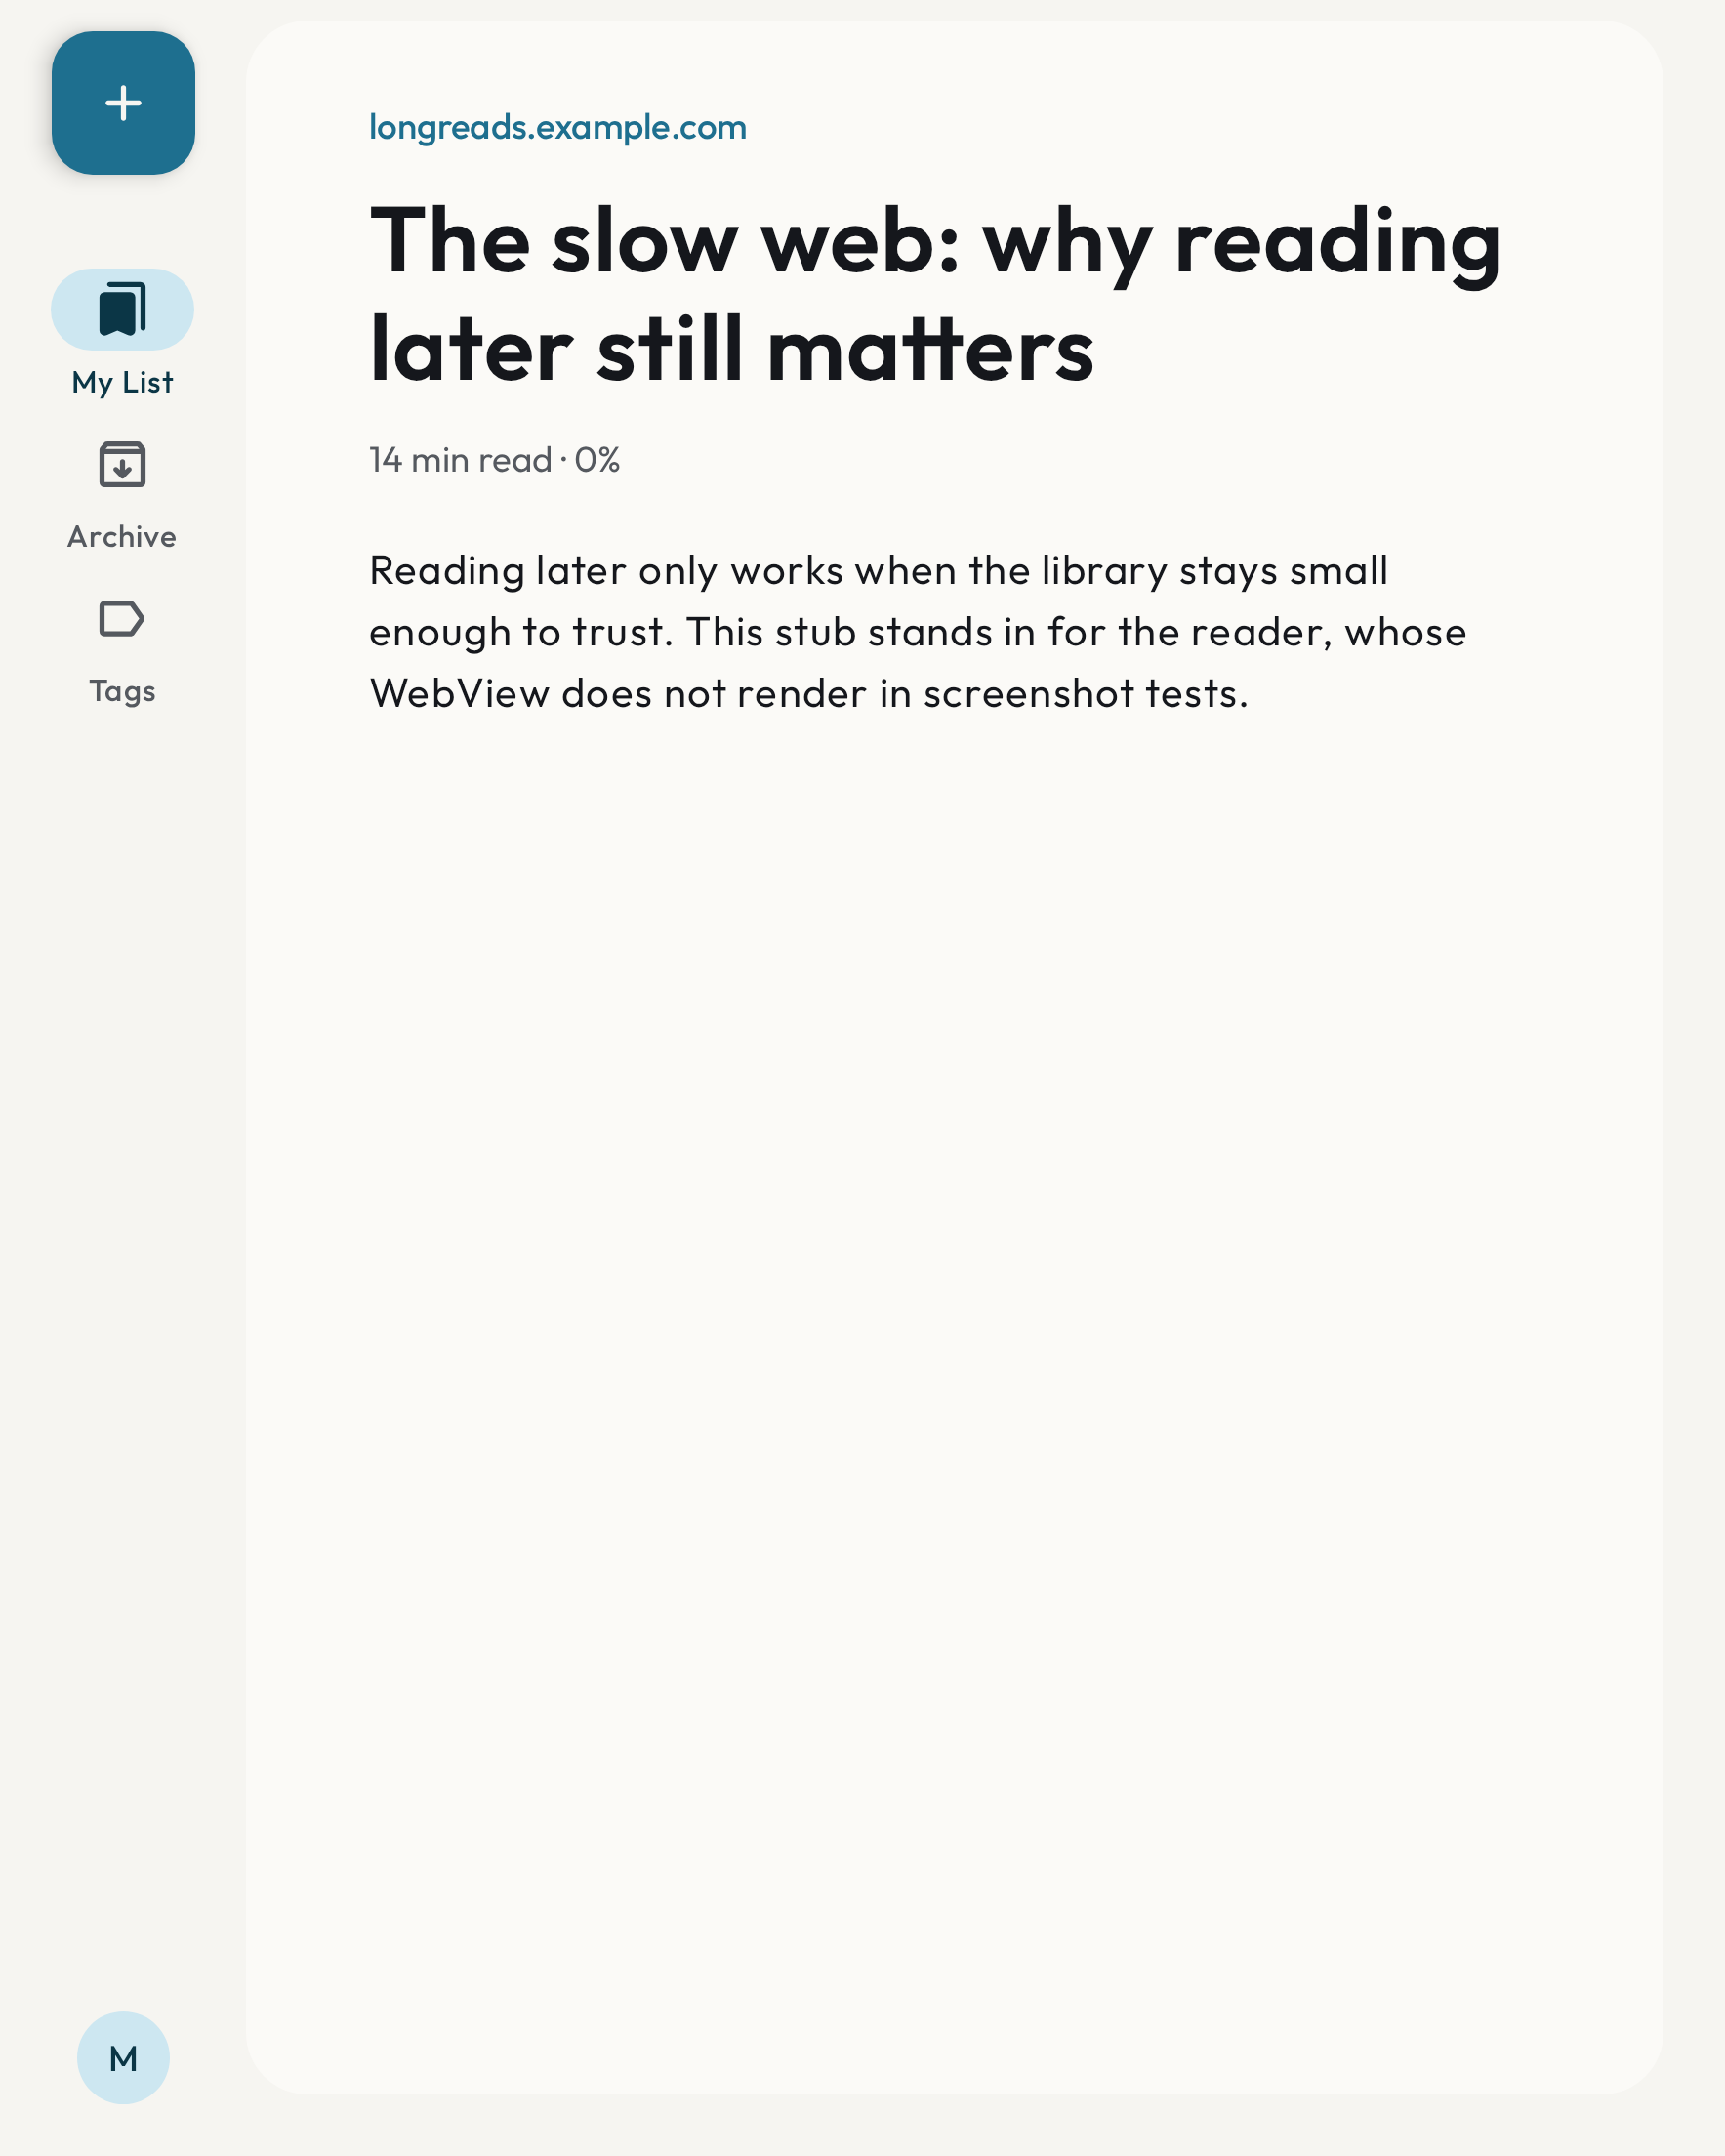 My List
Archive
Tags
M
longreads.example.com
The slow web: why reading
later still matters
14 min read · 0%
Reading later only works when the library stays small
enough to trust. This stub stands in for the reader, whose
WebView does not render in screenshot tests.